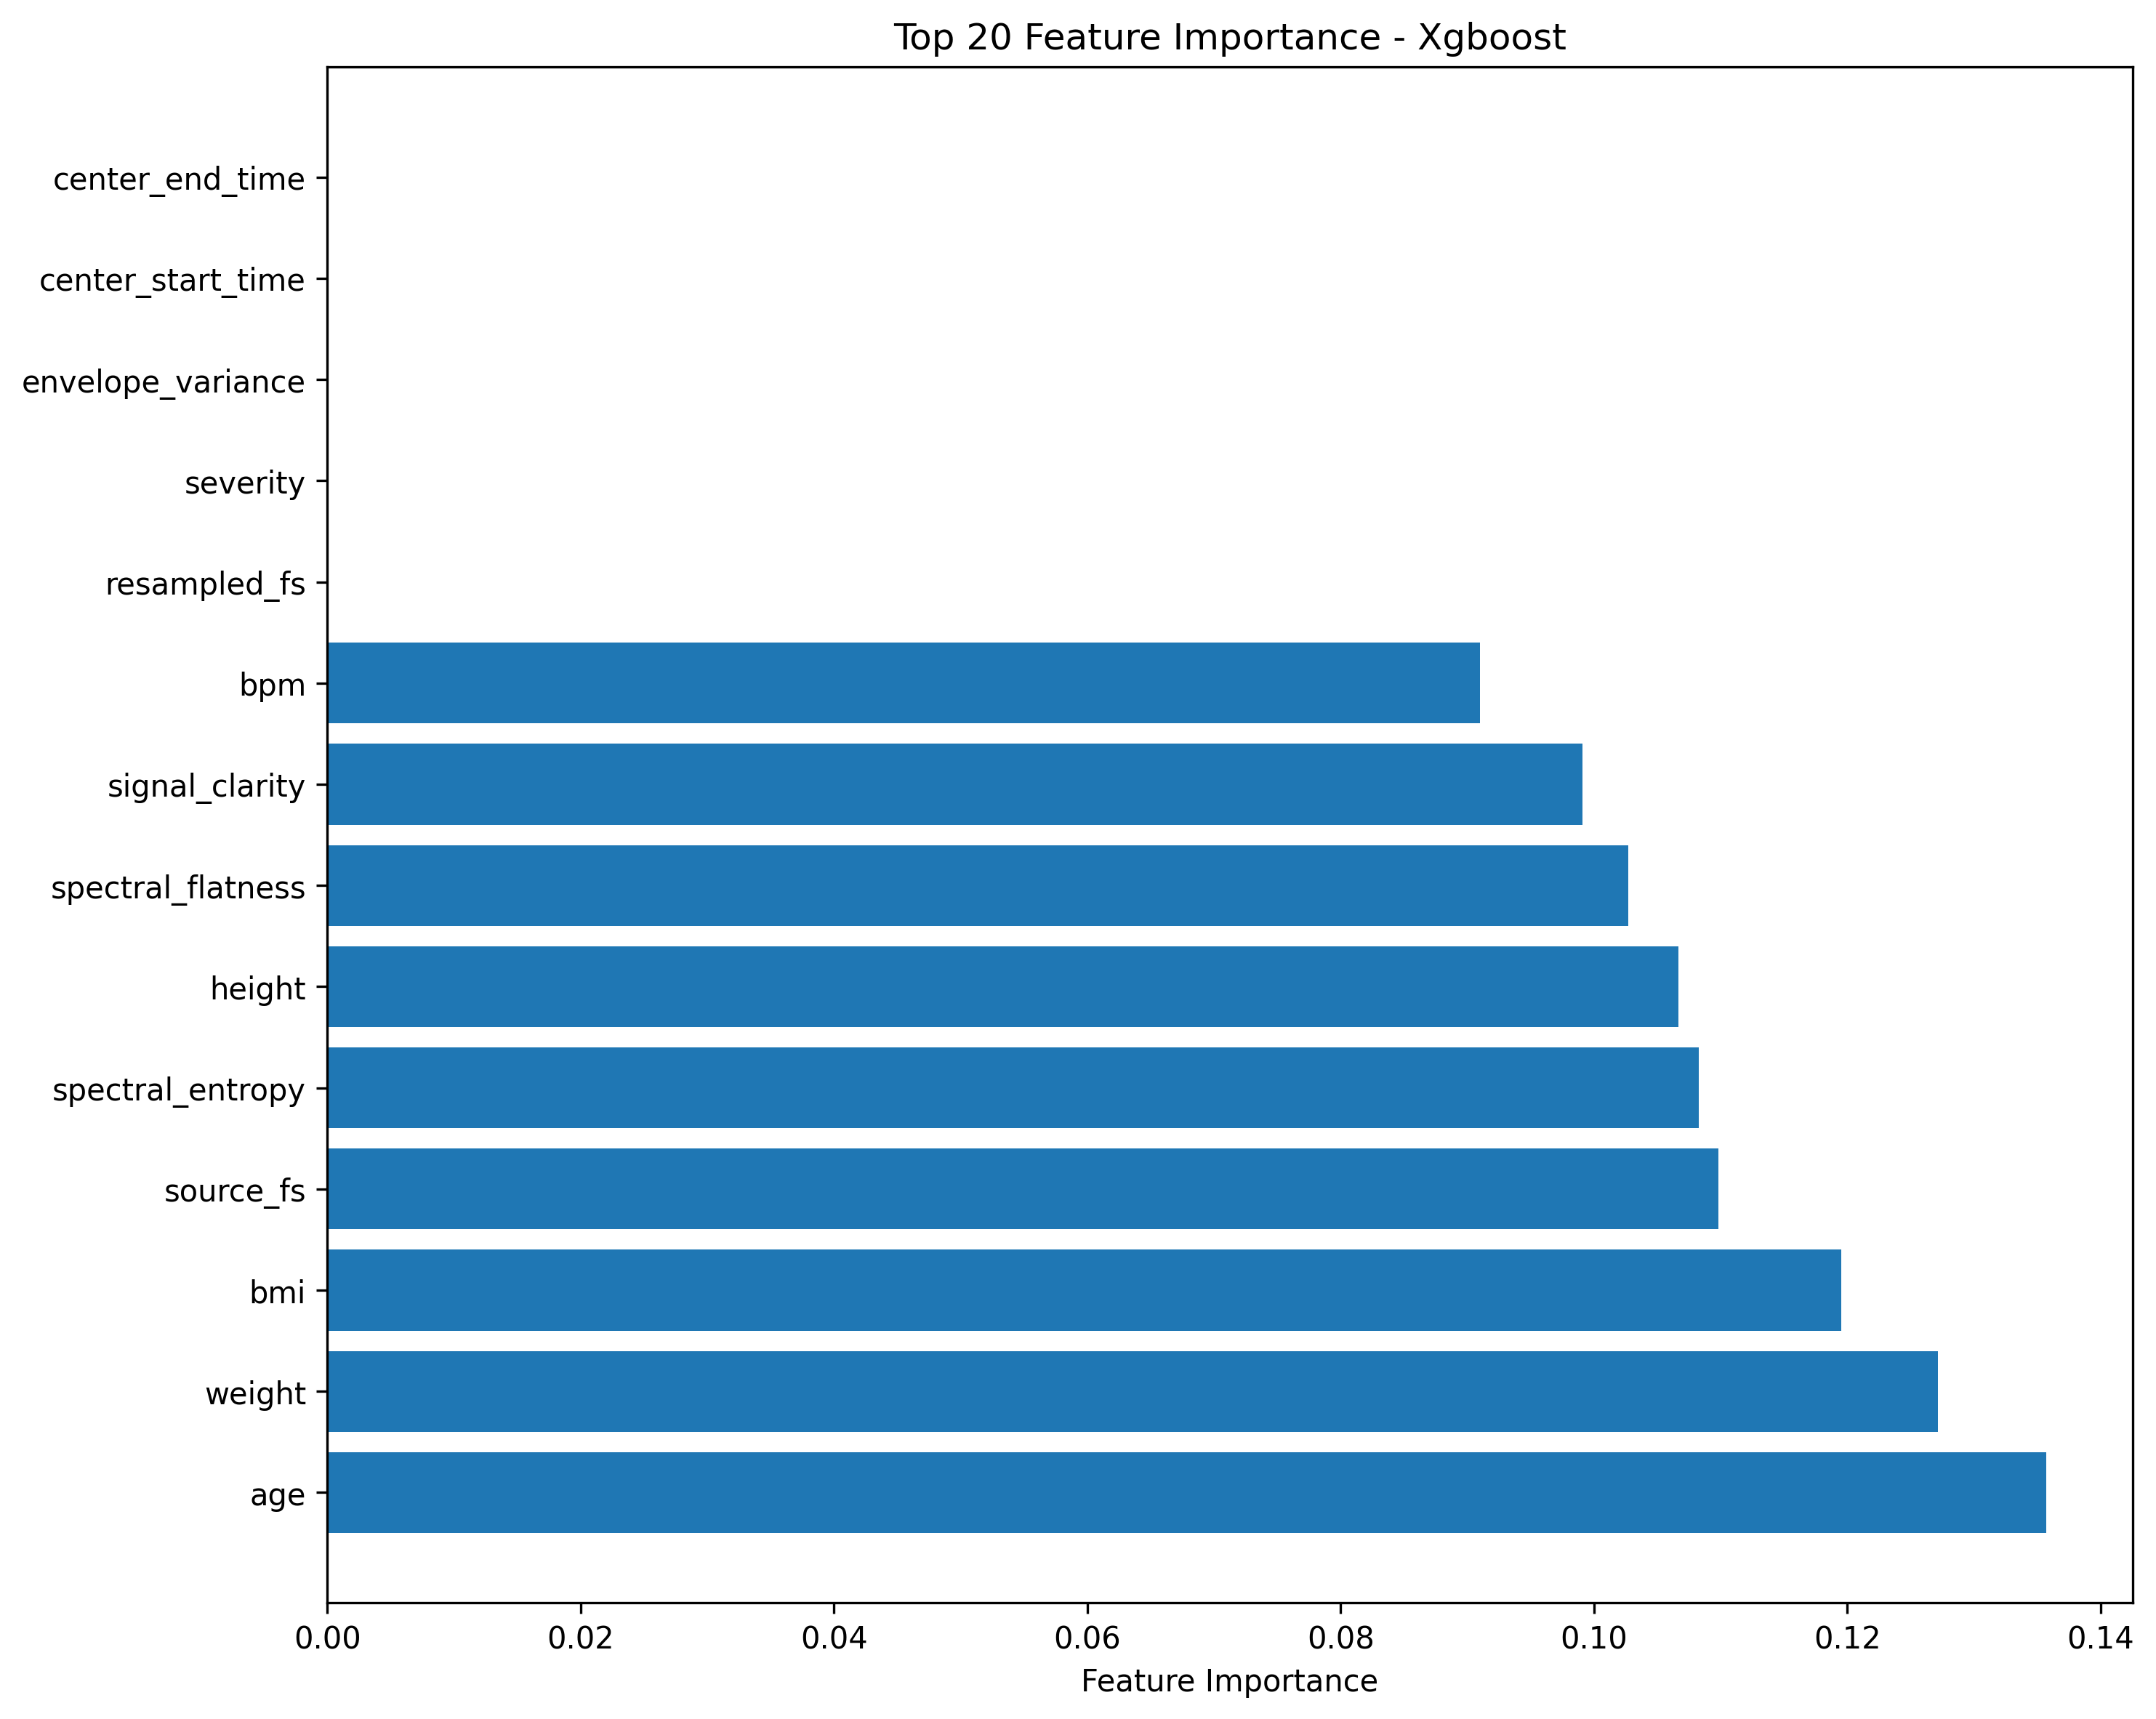 Top 20 Feature Importance - Xgboost
center_end_time
center_start_time
envelope_variance
severity
resampled_fs
bpm
signal_clarity
spectral_flatness
height
spectral_entropy
source_fs
bmi
weight
age
0.00 0.02 0.04 0.06 0.08 0.10 0.12 0.14
Feature Importance